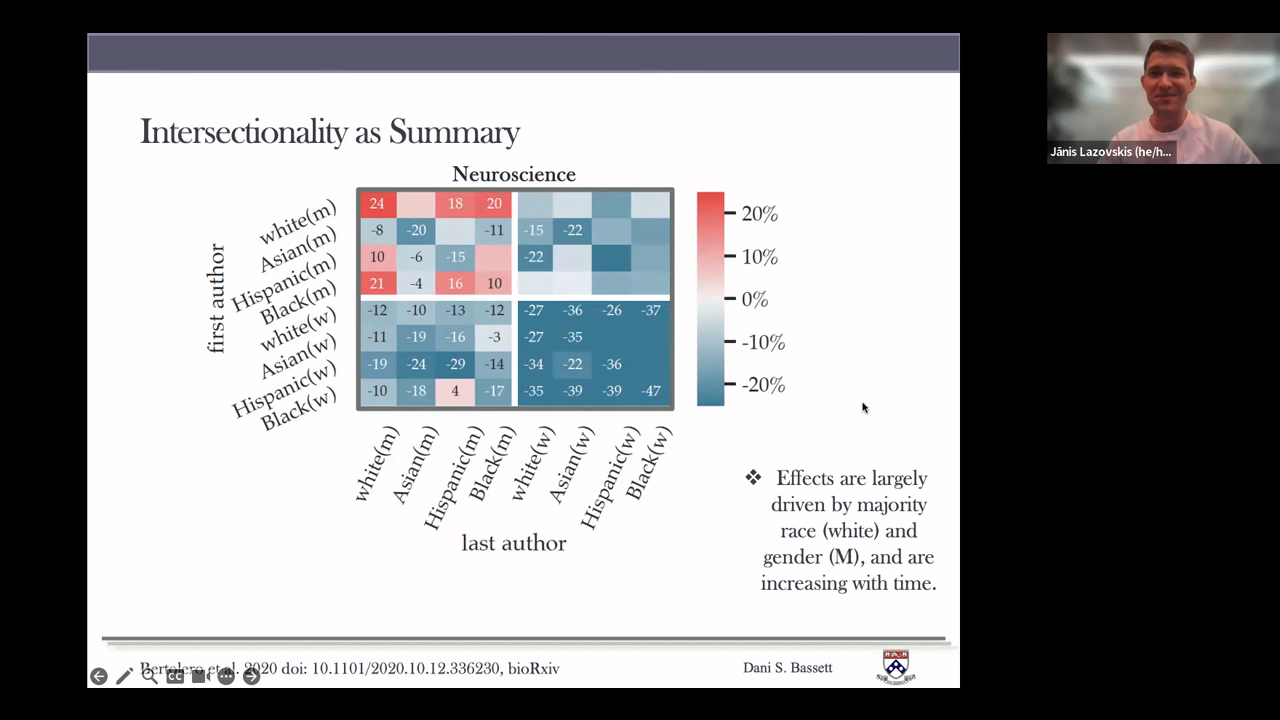 Intersectionality as Summary
Neuroscience
first author
white(m)
Asian(m)
Hispanic(m)
Black(m)
white(w)
Asian(w)
Hispanic(w)
Black(w)
24 18 20
-8 -20 -11 -15 -22
10 -6 -15 -22
21 -4 16 10
-12 -10 -13 -12 -27 -36 -26 -37
-11 -19 -16 -3 -27 -35
-19 -24 -29 -14 -34 -22 -36
-10 -18 4 -17 -35 -39 -39 -47
20%
10%
0%
-10%
-20%
white(m)
Asian(m)
Hispanic(m)
Black(m)
white(w)
Asian(w)
Hispanic(w)
Black(w)
last author
❖ Effects are largely
driven by majority
race (white) and
gender (M), and are
increasing with time.
Bertolero et al. 2020 doi: 10.1101/2020.10.12.336230, bioRxiv
Dani S. Bassett
CC
Jānis Lazovskis (he/h...